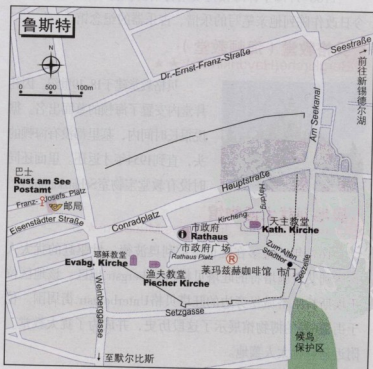 鲁斯特
N
0 500 100m
Dr.-Ernst-Franz-Straße
Seestraße
前往新锡德尔湖
Am Seekanal
巴士
Rust am See
Postamt
Franz-Josefs. Platz
邮局
Eisenstädter Straße
Hauptstraße
Conradplatz
Haydng.
Kircheng.
天主教堂
Kath. Kirche
市政府
Rathaus
市政府广场
Rathaus Platz
Zum Alten Stadttor
耶稣教堂
Evabg. Kirche
渔夫教堂
Fischer Kirche
R
莱玛兹赫咖啡馆
市门
Seezeile
Setzgasse
Weinberggasse
至默尔比斯
候鸟
保护区